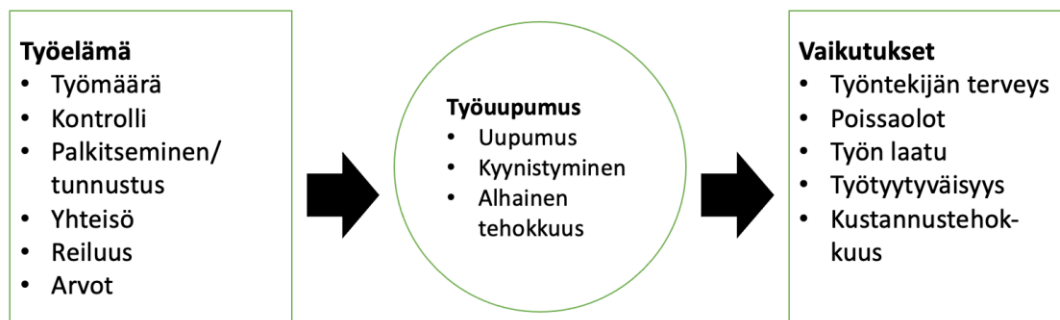 Työelämä
• Työmäärä
• Kontrolli
• Palkitseminen/
tunnustus
• Yhteisö
• Reiluus
• Arvot
Työuupumus
• Uupumus
• Kyynistyminen
• Alhainen
tehokkuus
Vaikutukset
• Työntekijän terveys
• Poissaolot
• Työn laatu
• Työtyytyväisyys
• Kustannustehok-
kuus